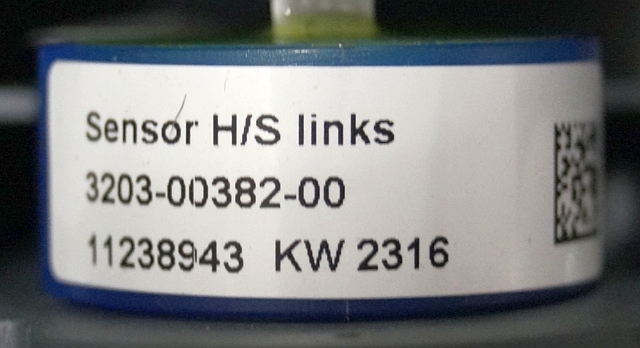 Sensor H/S links
3203-00382-00
11238943 KW 2316